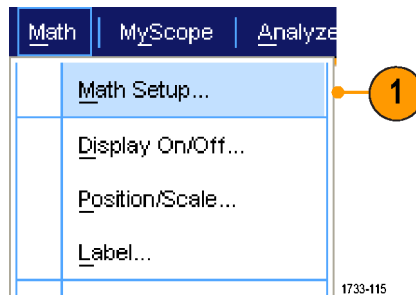 Math | MyScope | Analyze
Math Setup...
1
Display On/Off...
Position/Scale...
Label...
1733-115